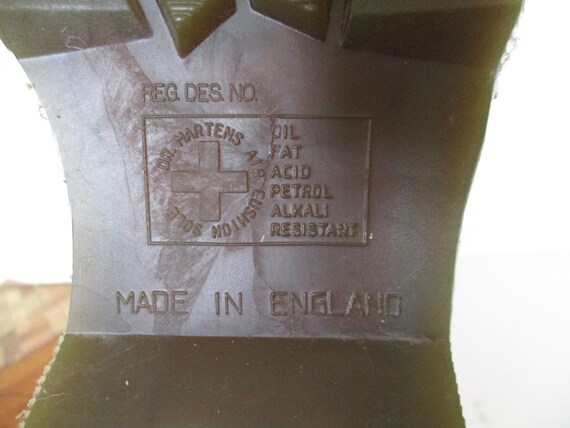 REG. DES. NO.
DR. MARTENS AIR CUSHION SOLE
OIL
FAT
ACID
PETROL
ALKALI
RESISTANT
MADE IN ENGLAND